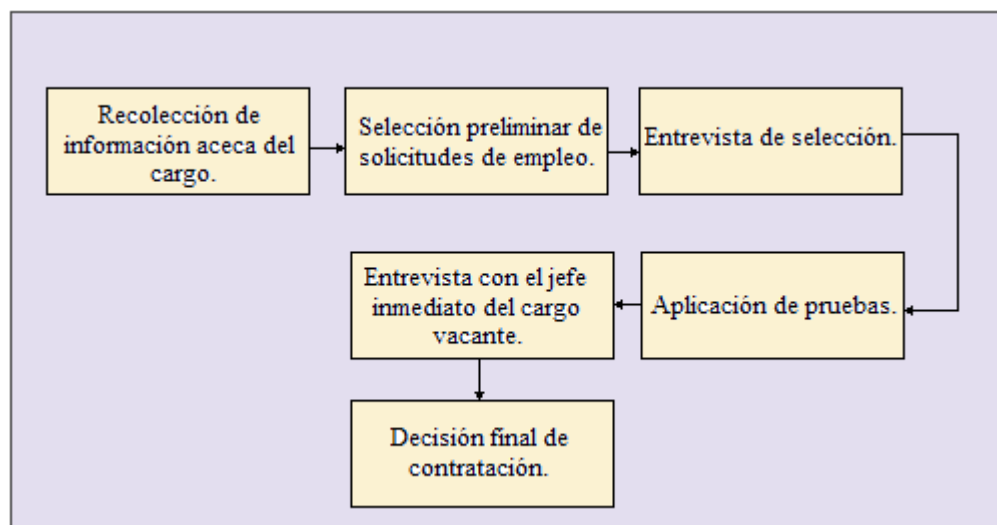 Recolección de
información aceca del
cargo.
Selección preliminar de
solicitudes de empleo.
Entrevista de selección.
Aplicación de pruebas.
Entrevista con el jefe
inmediato del cargo
vacante.
Decisión final de
contratación.